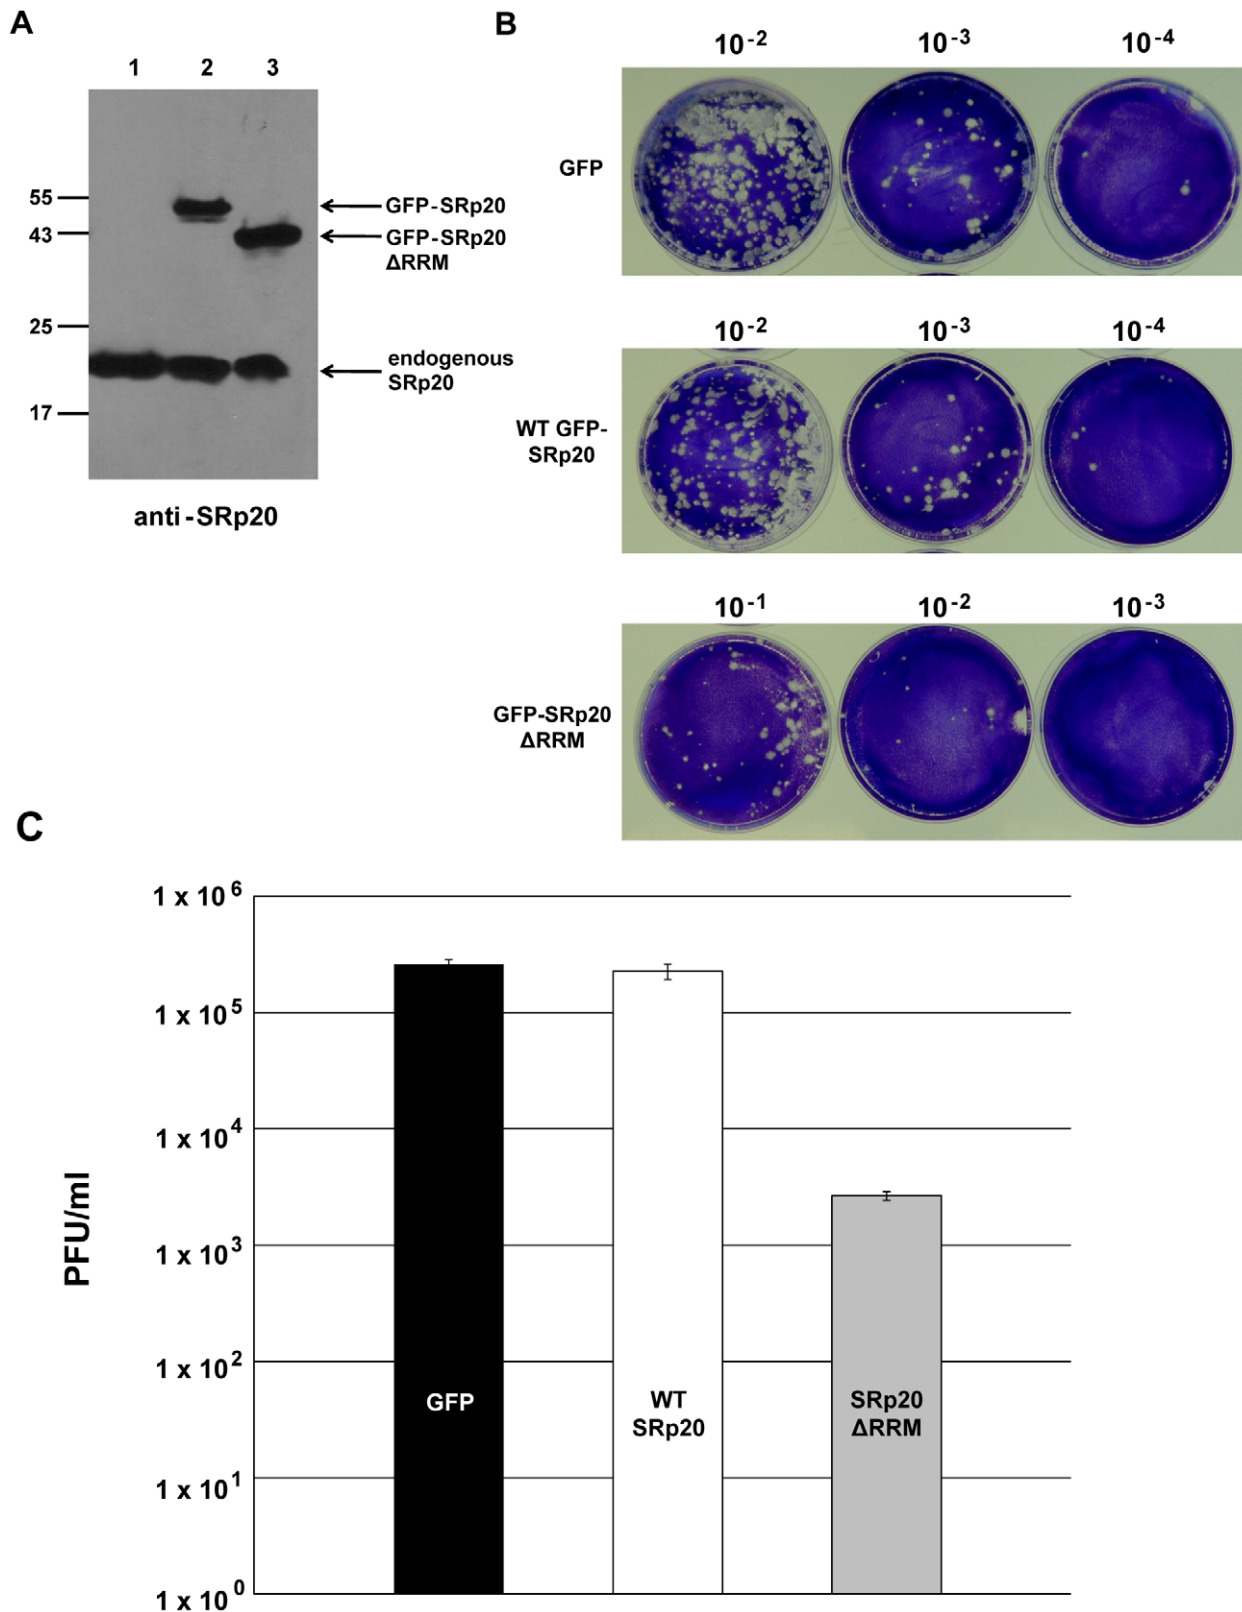 A
1 2 3
55
43
25
17
GFP-SRp20
GFP-SRp20
ΔRRM
endogenous
SRp20
anti-SRp20
B
10-2 10-3 10-4
GFP
10-2 10-3 10-4
WT GFP-
SRp20
10-1 10-2 10-3
GFP-SRp20
ΔRRM
C
1 x 10 6
1 x 10 5
1 x 10 4
1 x 10 3
1 x 10 2
1 x 10 1
1 x 10 0
PFU/ml
GFP
WT
SRp20
SRp20
ΔRRM